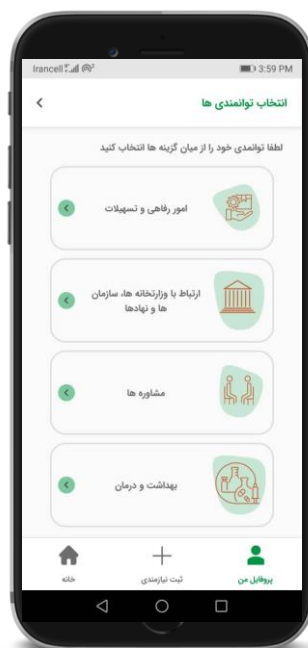 Irancell 3:59 PM
انتخاب توانمندی ها
لطفا توانمدی خود را از میان گزینه ها انتخاب کنید
امور رفاهی و تسهیلات
ارتباط با وزارتخانه ها، سازمان
ها و نهادها
مشاوره ها
بهداشت و درمان
پروفایل من
ثبت نیازمندی
خانه